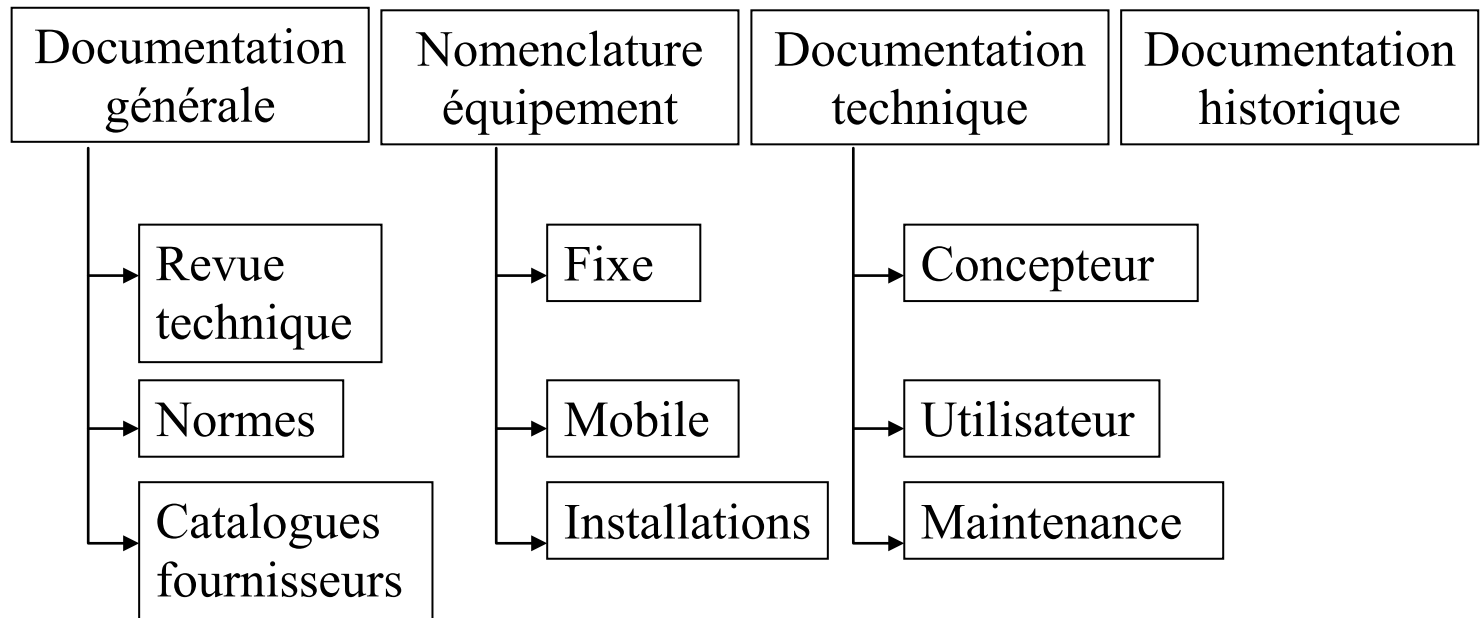 Documentation
générale
Nomenclature
équipement
Documentation
technique
Documentation
historique
Revue
technique
Normes
Catalogues
fournisseurs
Fixe
Mobile
Installations
Concepteur
Utilisateur
Maintenance